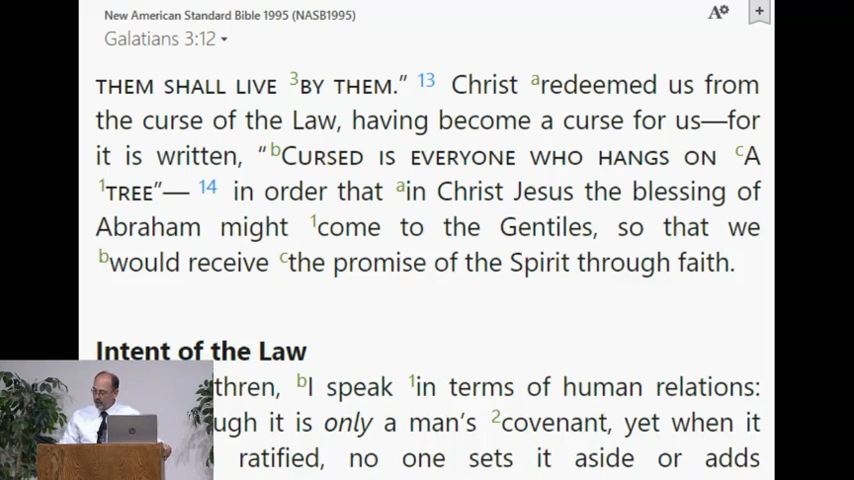 New American Standard Bible 1995 (NASB1995)
Galatians 3:12
THEM SHALL LIVE 3BY THEM.” 13 Christ aredeemed us from
the curse of the Law, having become a curse for us—for
it is written, “bCURSED IS EVERYONE WHO HANGS ON cA
1TREE”— 14 in order that ain Christ Jesus the blessing of
Abraham might 1come to the Gentiles, so that we
bwould receive cthe promise of the Spirit through faith.
Intent of the Law
thren, bI speak 1in terms of human relations:
ugh it is only a man’s 2covenant, yet when it
ratified, no one sets it aside or adds